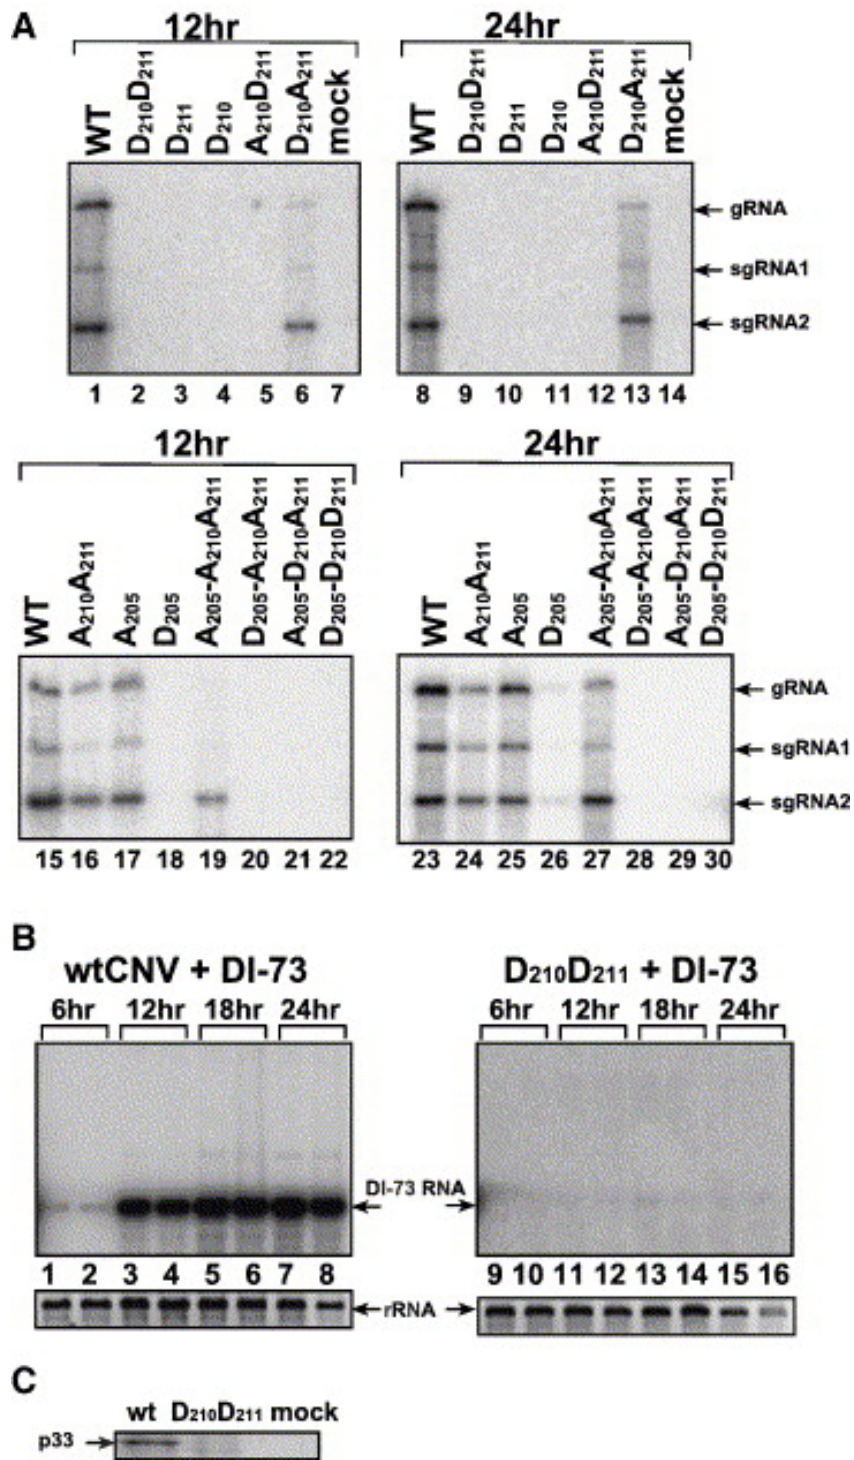 A
12hr
24hr
WT
D210D211
D211
D210
A210D211
D210A211
mock
WT
D210D211
D211
D210
A210D211
D210A211
mock
gRNA
sgRNA1
sgRNA2
1 2 3 4 5 6 7
8 9 10 11 12 13 14
12hr
24hr
WT
A210A211
A205
D205
A205-A210A211
D205-A210A211
A205-D210A211
D205-D210D211
WT
A210A211
A205
D205
A205-A210A211
D205-A210A211
A205-D210A211
D205-D210D211
gRNA
sgRNA1
sgRNA2
15 16 17 18 19 20 21 22
23 24 25 26 27 28 29 30
B
wtCNV + DI-73
D210D211 + DI-73
6hr 12hr 18hr 24hr
6hr 12hr 18hr 24hr
DI-73 RNA
1 2 3 4 5 6 7 8
9 10 11 12 13 14 15 16
rRNA
C
wt D210D211 mock
p33